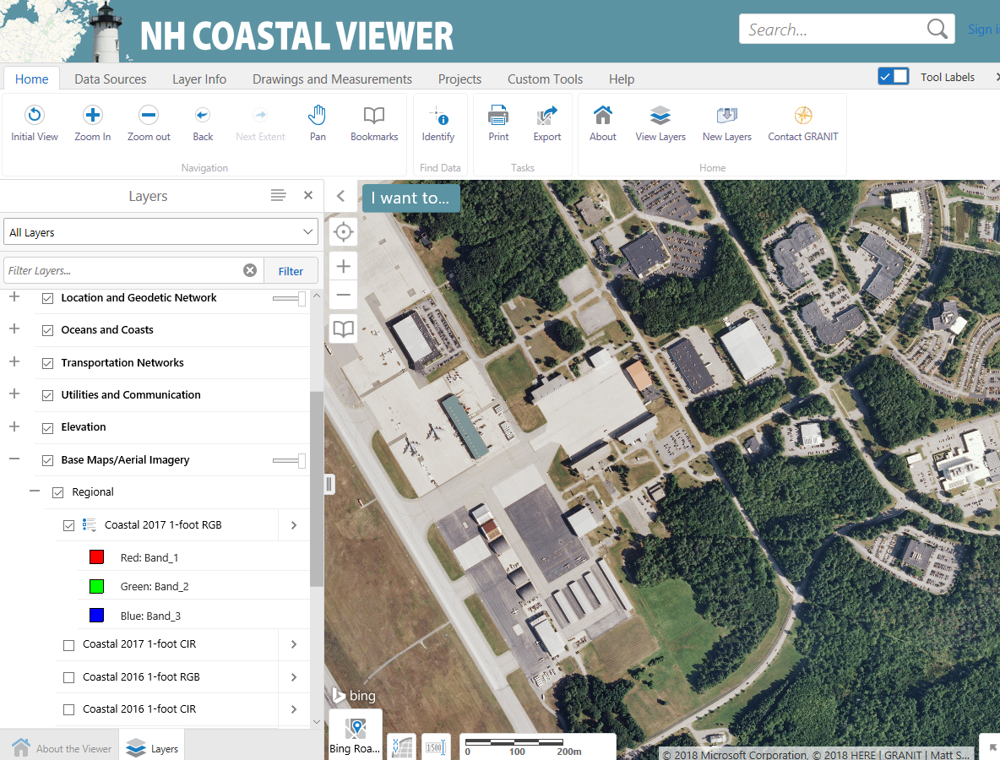 NH COASTAL VIEWER
Search...
Sign i
Home Data Sources Layer Info Drawings and Measurements Projects Custom Tools Help
Tool Labels
Initial View Zoom In Zoom out Back Next Extent Pan Bookmarks Identify Print Export About View Layers New Layers Contact GRANIT
Navigation Find Data Tasks Home
Layers
I want to...
All Layers
Filter Layers...
Filter
Location and Geodetic Network
Oceans and Coasts
Transportation Networks
Utilities and Communication
Elevation
Base Maps/Aerial Imagery
Regional
Coastal 2017 1-foot RGB
Red: Band_1
Green: Band_2
Blue: Band_3
Coastal 2017 1-foot CIR
Coastal 2016 1-foot RGB
Coastal 2016 1-foot CIR
About the Viewer
Layers
bing
Bing Roa...
X,Y
1:500
0 100 200m
© 2018 Microsoft Corporation, © 2018 HERE | GRANIT | Matt S...